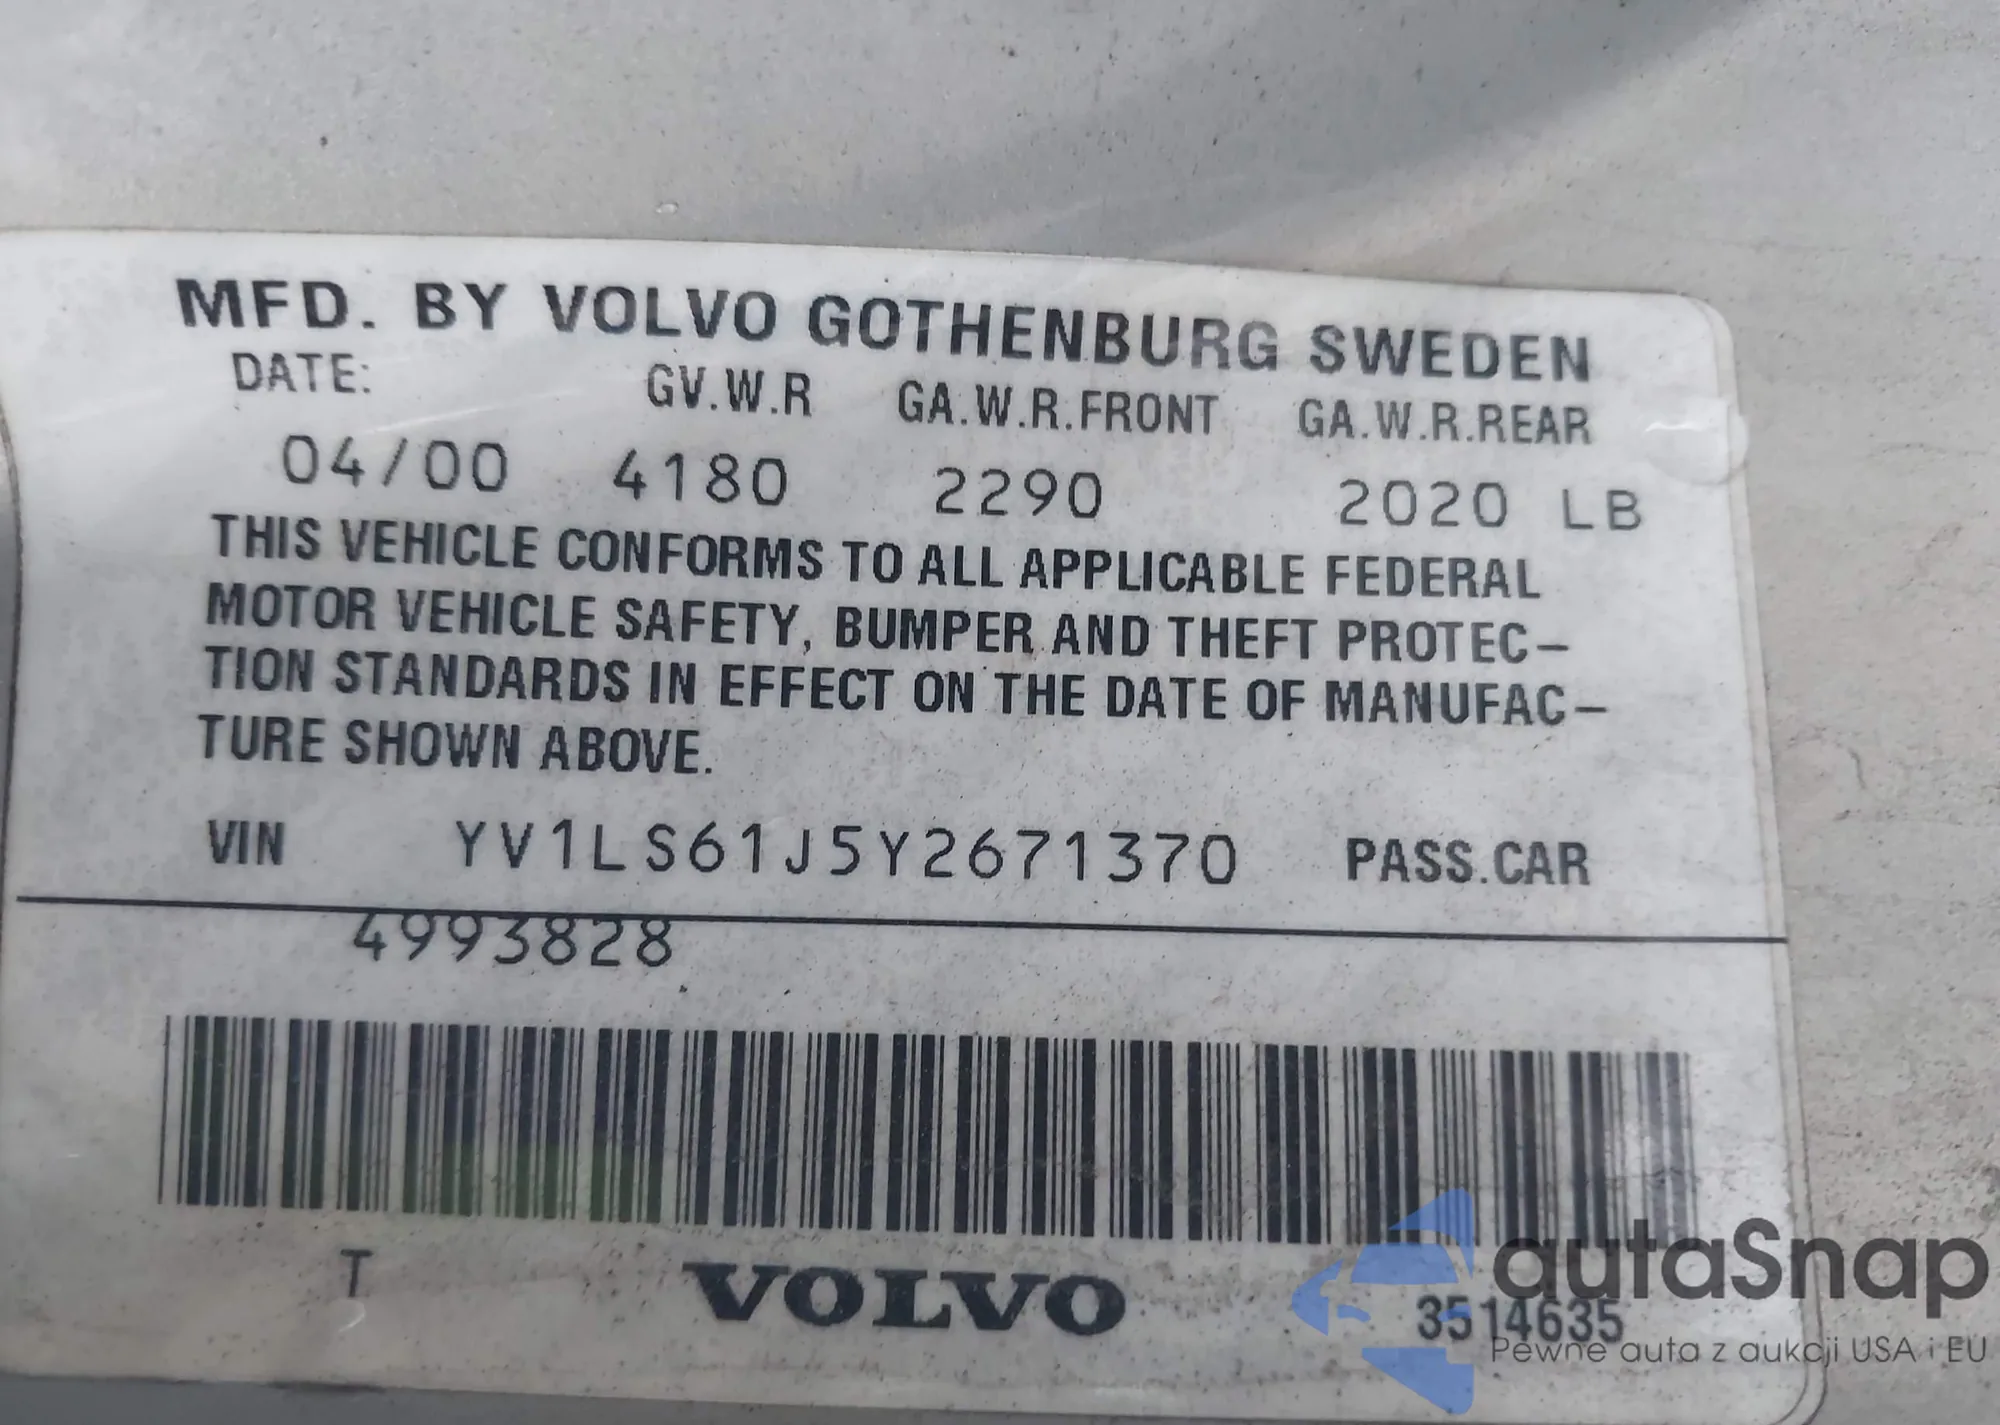 MFD. BY VOLVO GOTHENBURG SWEDEN
DATE: GV.W.R GA.W.R.FRONT GA.W.R.REAR
04/00 4180 2290 2020 LB
THIS VEHICLE CONFORMS TO ALL APPLICABLE FEDERAL
MOTOR VEHICLE SAFETY, BUMPER AND THEFT PROTEC-
TION STANDARDS IN EFFECT ON THE DATE OF MANUFAC-
TURE SHOWN ABOVE.
VIN YV1LS61J5Y2671370 PASS.CAR
4993828
T VOLVO 3514635
autaSnap
Pewne auta z aukcji USA i EU